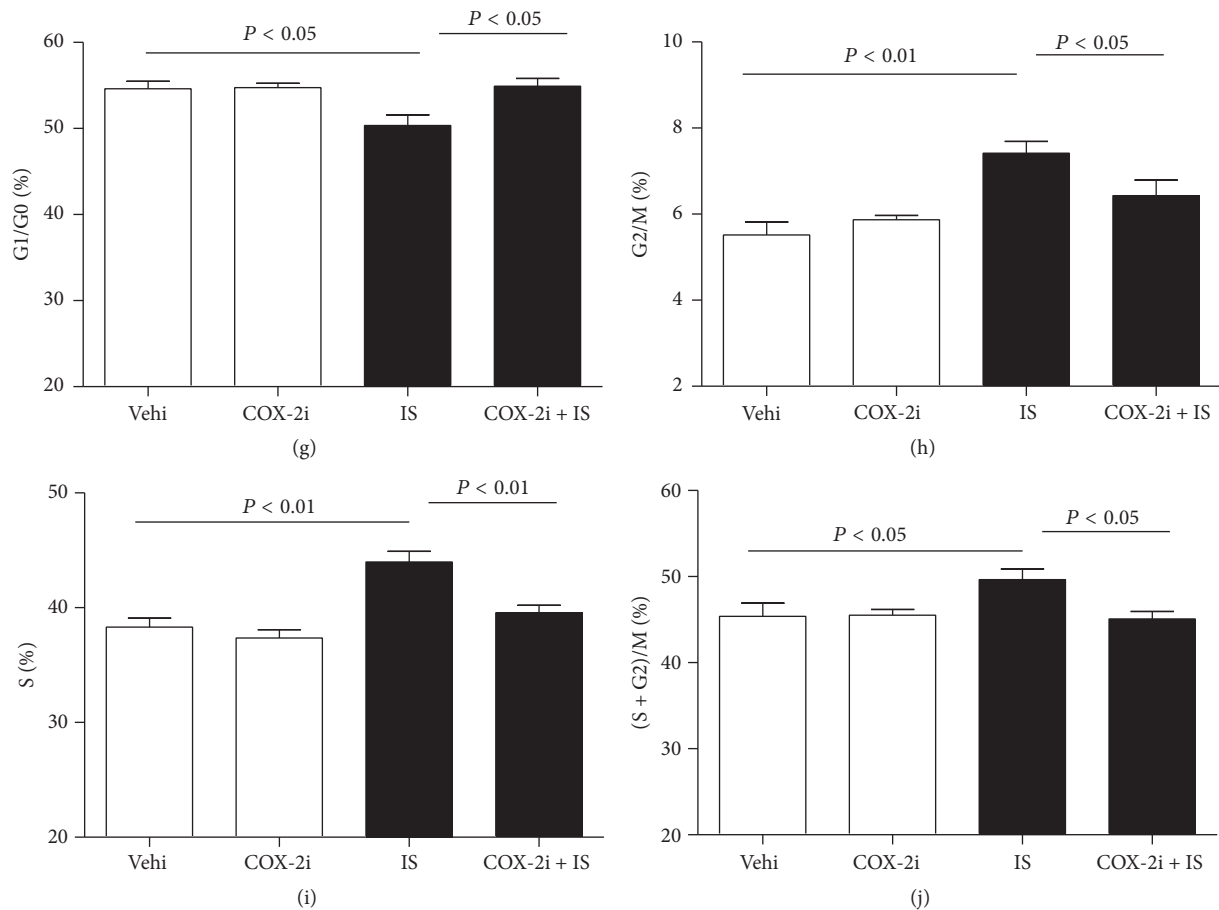 P < 0.05
P < 0.05
60
50
40
30
20
G1/G0 (%)
Vehi COX-2i IS COX-2i + IS
(g)
P < 0.01
P < 0.05
10
8
6
4
2
G2/M (%)
Vehi COX-2i IS COX-2i + IS
(h)
P < 0.01
P < 0.01
50
40
30
20
S (%)
Vehi COX-2i IS COX-2i + IS
(i)
P < 0.05
P < 0.05
60
50
40
30
20
(S + G2)/M (%)
Vehi COX-2i IS COX-2i + IS
(j)